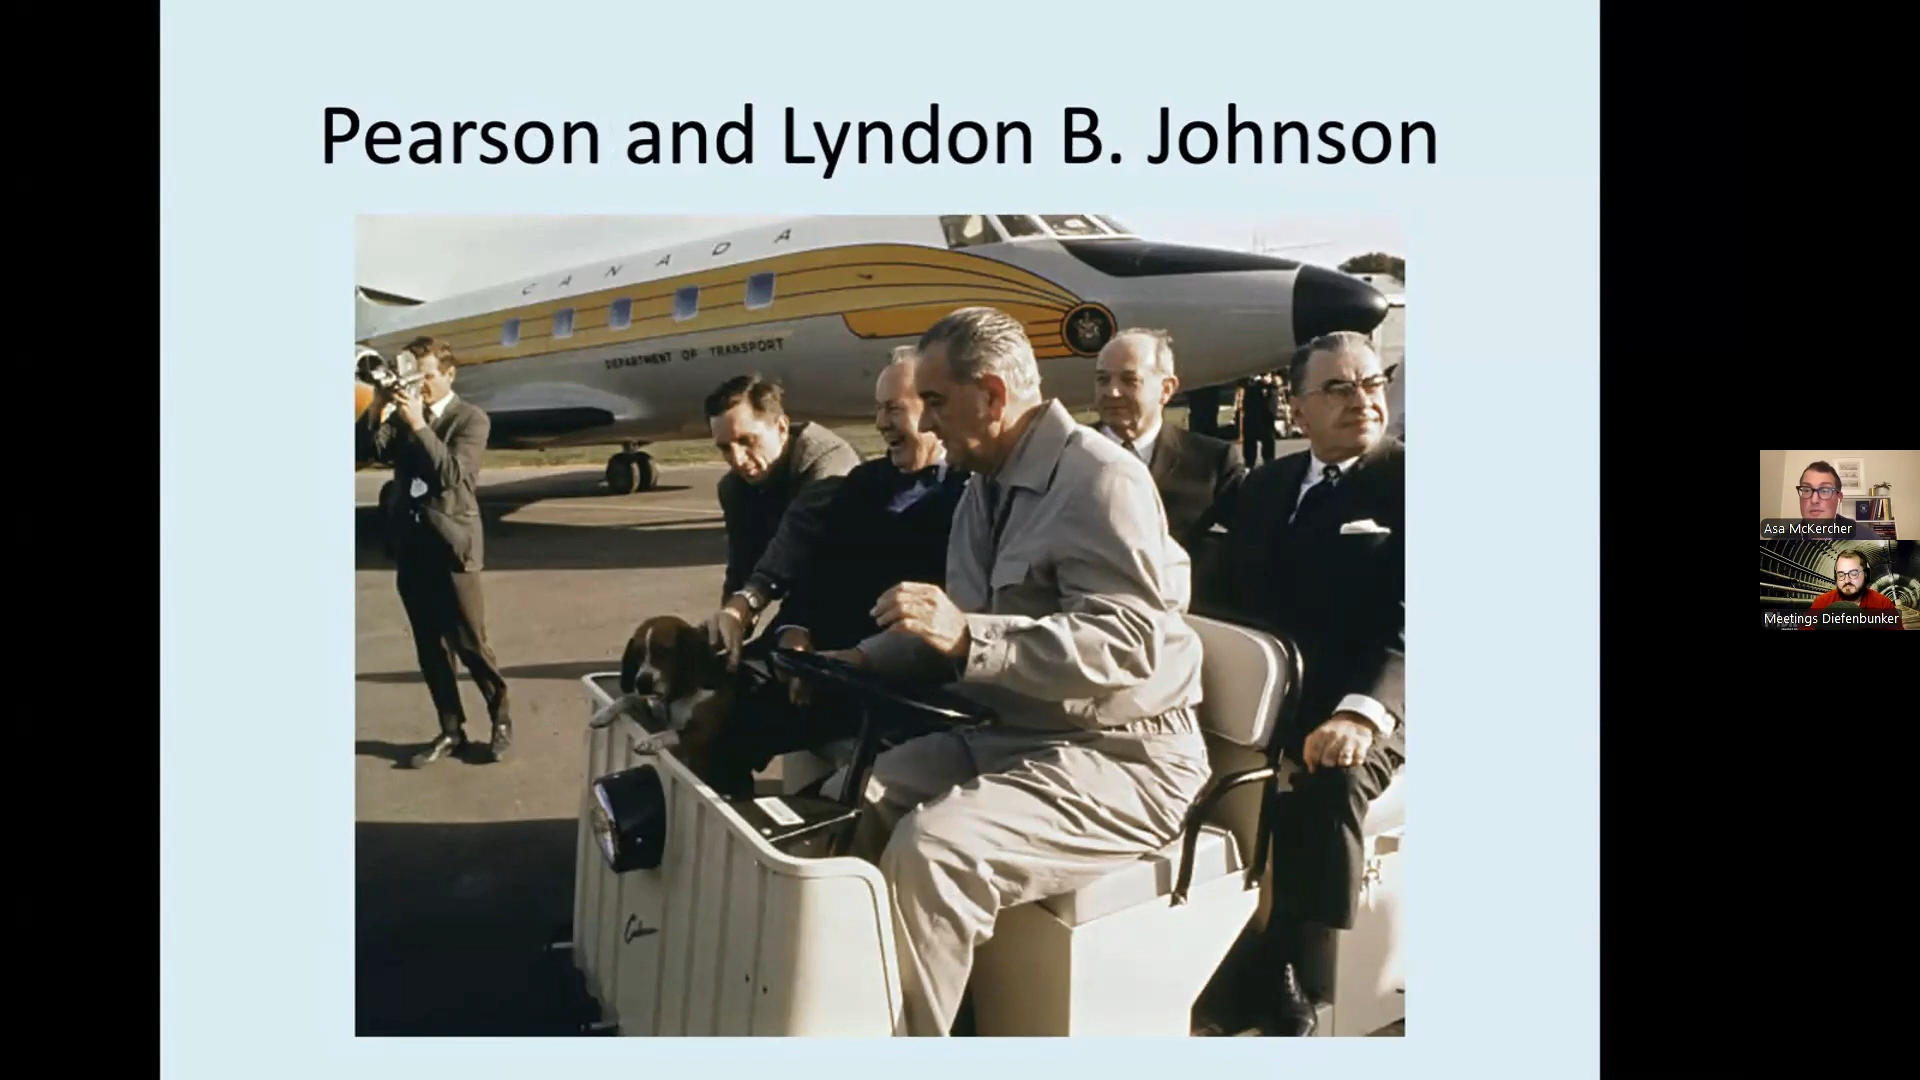 Pearson and Lyndon B. Johnson
CANADA
DEPARTMENT OF TRANSPORT
Asa McKercher
Meetings Diefenbunker